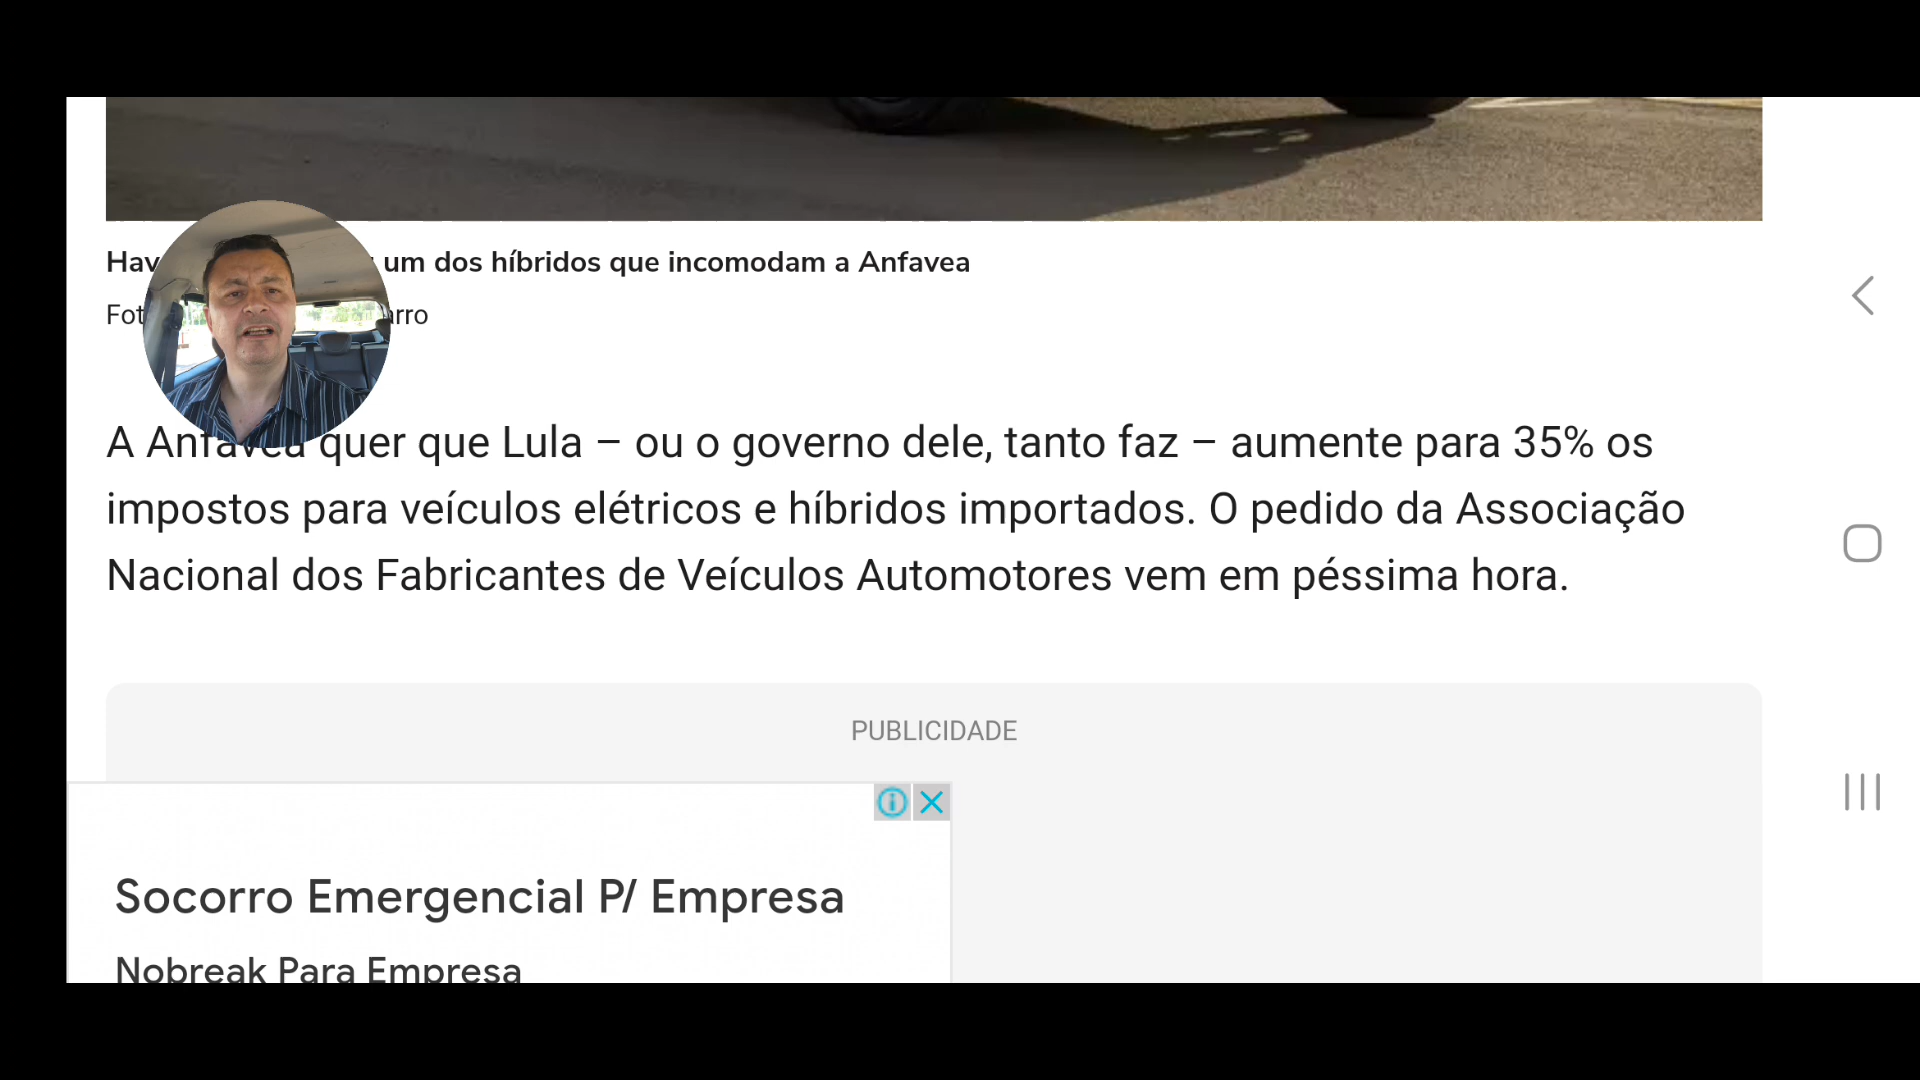 um dos híbridos que incomodam a Anfavea
A Anfavea quer que Lula – ou o governo dele, tanto faz – aumente para 35% os
impostos para veículos elétricos e híbridos importados. O pedido da Associação
Nacional dos Fabricantes de Veículos Automotores vem em péssima hora.
PUBLICIDADE
Socorro Emergencial P/ Empresa
Nobreak Para Empresa